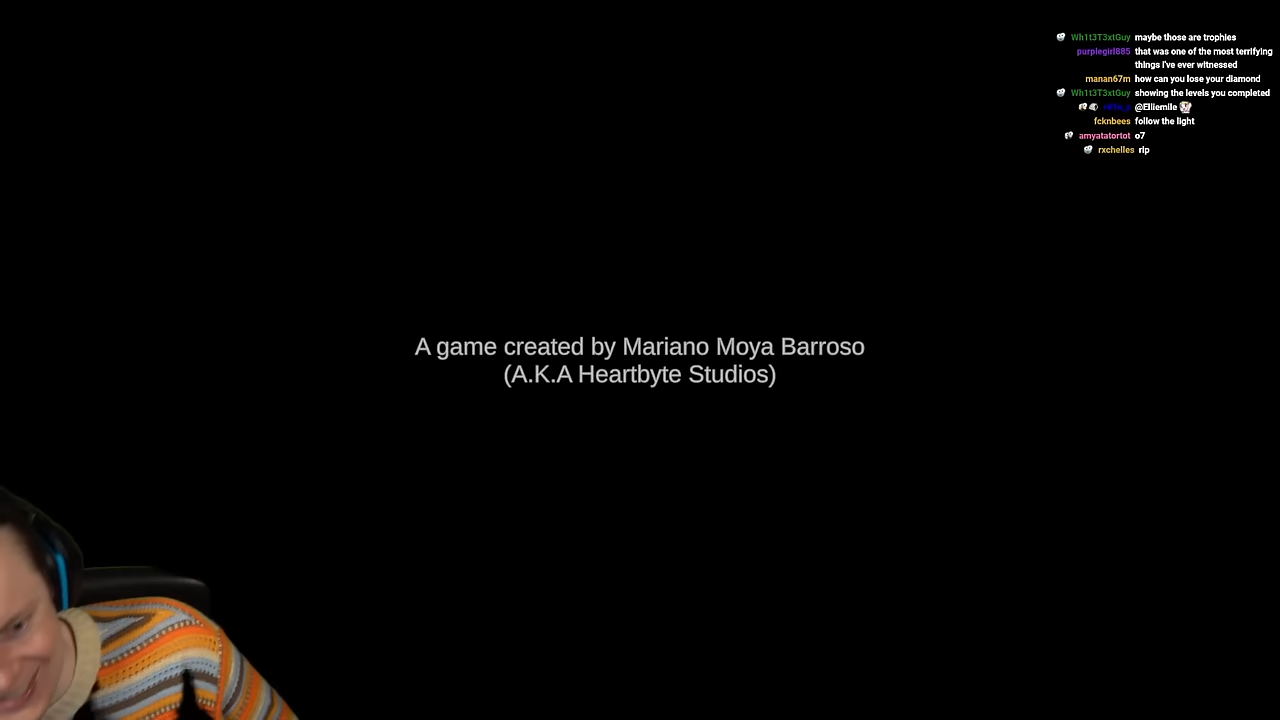 Wh1t3T3xtGuy maybe those are trophies
purplegirl885 that was one of the most terrifying
things I've ever witnessed
manan67m how can you lose your diamond
Wh1t3T3xtGuy showing the levels you completed
@Elliemile
fcknbees follow the light
amyatatortot o7
rxchelles rip
A game created by Mariano Moya Barroso
(A.K.A Heartbyte Studios)